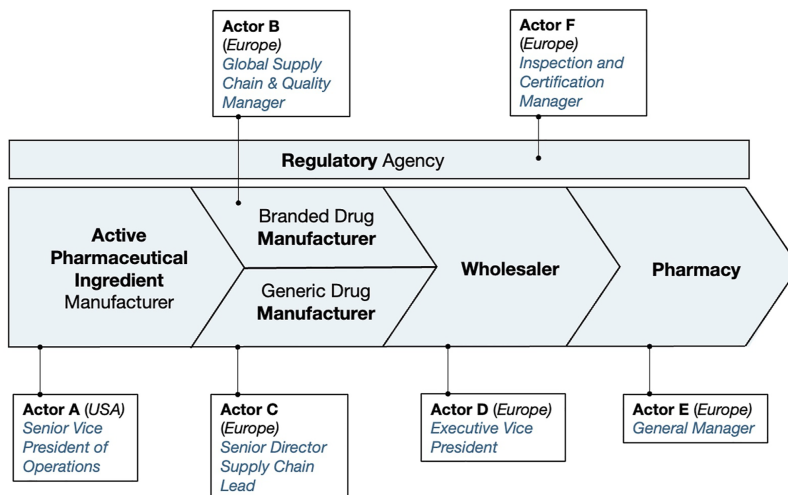 Actor B
(Europe)
Global Supply
Chain & Quality
Manager
Actor F
(Europe)
Inspection and
Certification
Manager
Regulatory Agency
Active
Pharmaceutical
Ingredient
Manufacturer
Branded Drug
Manufacturer
Generic Drug
Manufacturer
Wholesaler
Pharmacy
Actor A (USA)
Senior Vice
President of
Operations
Actor C
(Europe)
Senior Director
Supply Chain
Lead
Actor D (Europe)
Executive Vice
President
Actor E (Europe)
General Manager